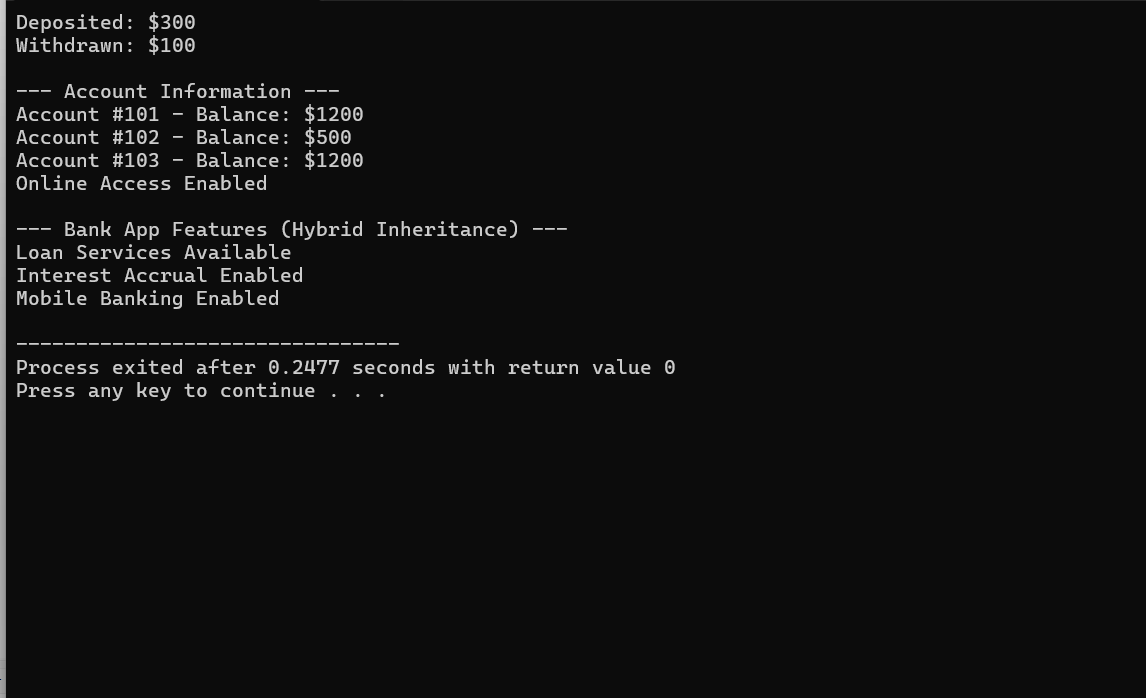 Deposited: $300
Withdrawn: $100
--- Account Information ---
Account #101 - Balance: $1200
Account #102 - Balance: $500
Account #103 - Balance: $1200
Online Access Enabled
--- Bank App Features (Hybrid Inheritance) ---
Loan Services Available
Interest Accrual Enabled
Mobile Banking Enabled
--------------------------------
Process exited after 0.2477 seconds with return value 0
Press any key to continue . . .